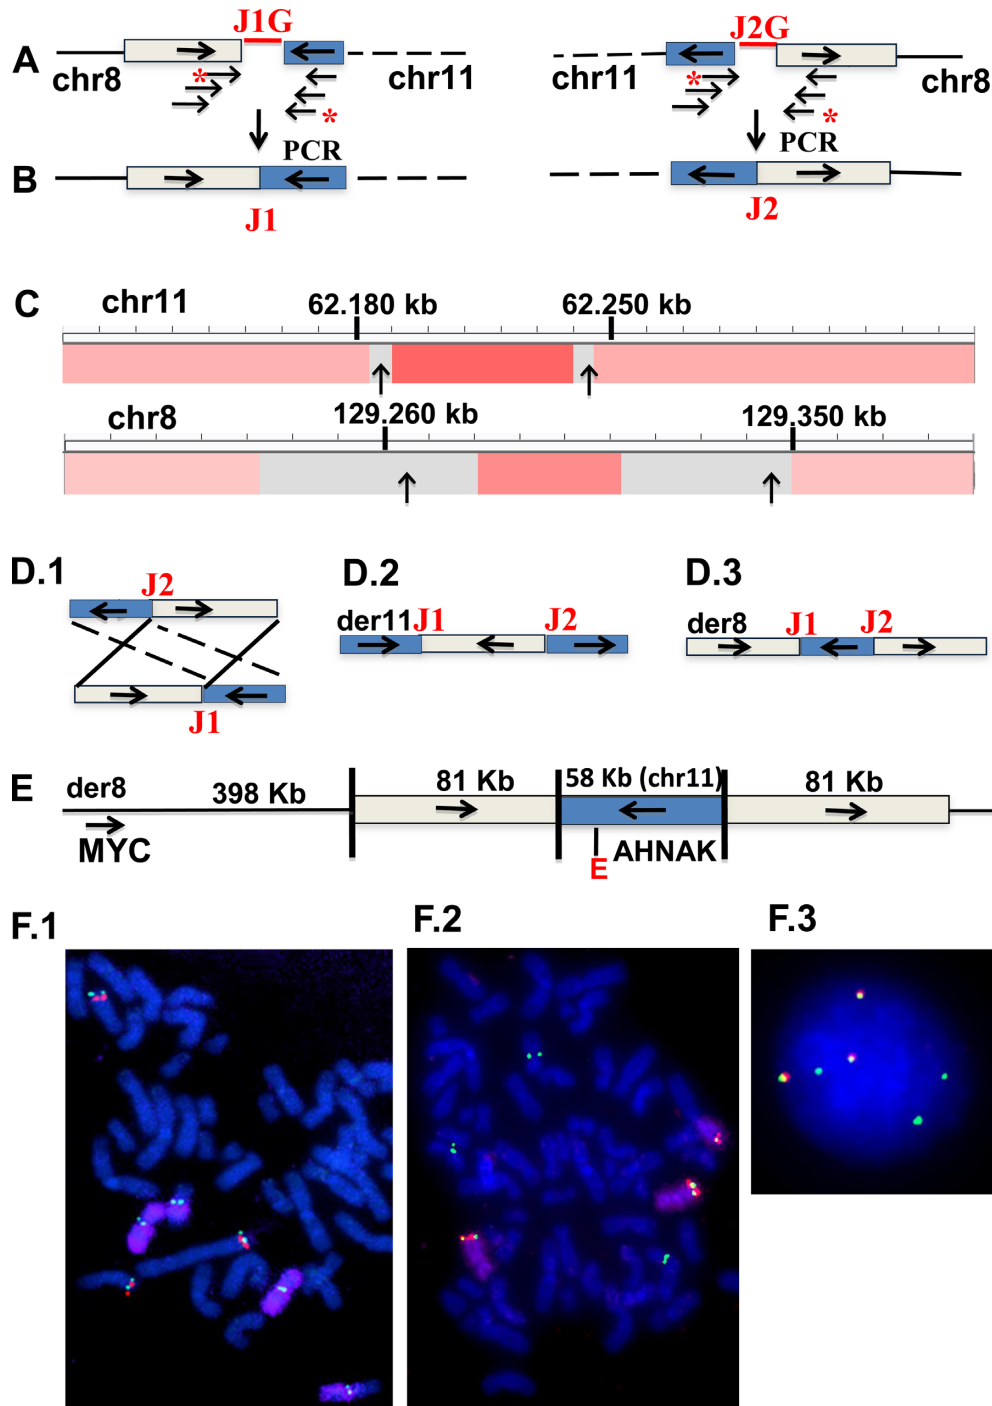 J1G
J2G
A
chr8
chr11
chr11
chr8
*
*
*
*
PCR
PCR
B
J1
J2
C
chr11
62.180 kb
62.250 kb
chr8
129.260 kb
129.350 kb
D.1
D.2
D.3
J2
J1
der11
J1
J2
der8
J1
J2
E
der8
398 Kb
81 Kb
58 Kb (chr11)
81 Kb
MYC
E
AHNAK
F.1
F.2
F.3